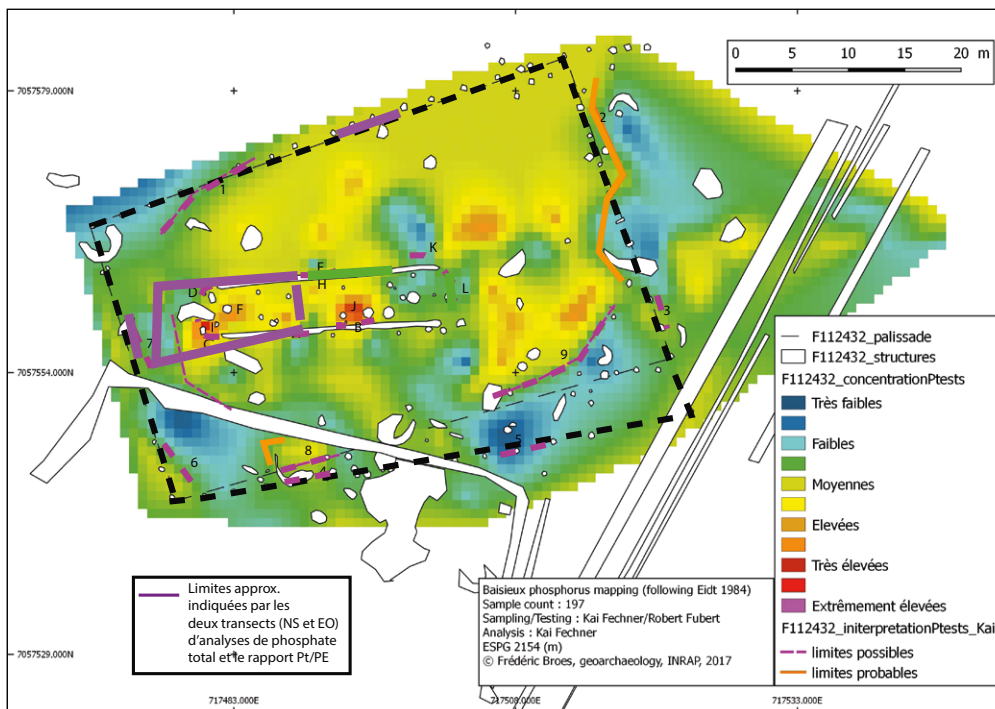 0 5 10 15 20 m
7057579.000N
2
1
K
E
H
D
L
F
J
I
B
C
3
7
9
7057554.000N
5
8
6
4
F112432_palissade
F112432_structures
F112432_concentrationPtests
Très faibles
Faibles
Moyennes
Elevées
Très élevées
Extrêmement élevées
F112432_initerpretationPtests_Kai
limites possibles
limites probables
Limites approx.
indiquées par les
deux transects (NS et EO)
d'analyses de phosphate
total et le rapport Pt/PE
Baisieux phosphorus mapping (following Eidt 1984)
Sample count : 197
Sampling/Testing : Kai Fechner/Robert Fubert
Analysis : Kai Fechner
ESPG 2154 (m)
© Frédéric Broes, geoarchaeology, INRAP, 2017
7057529.000N
717483.000E 717508.000E 717533.000E